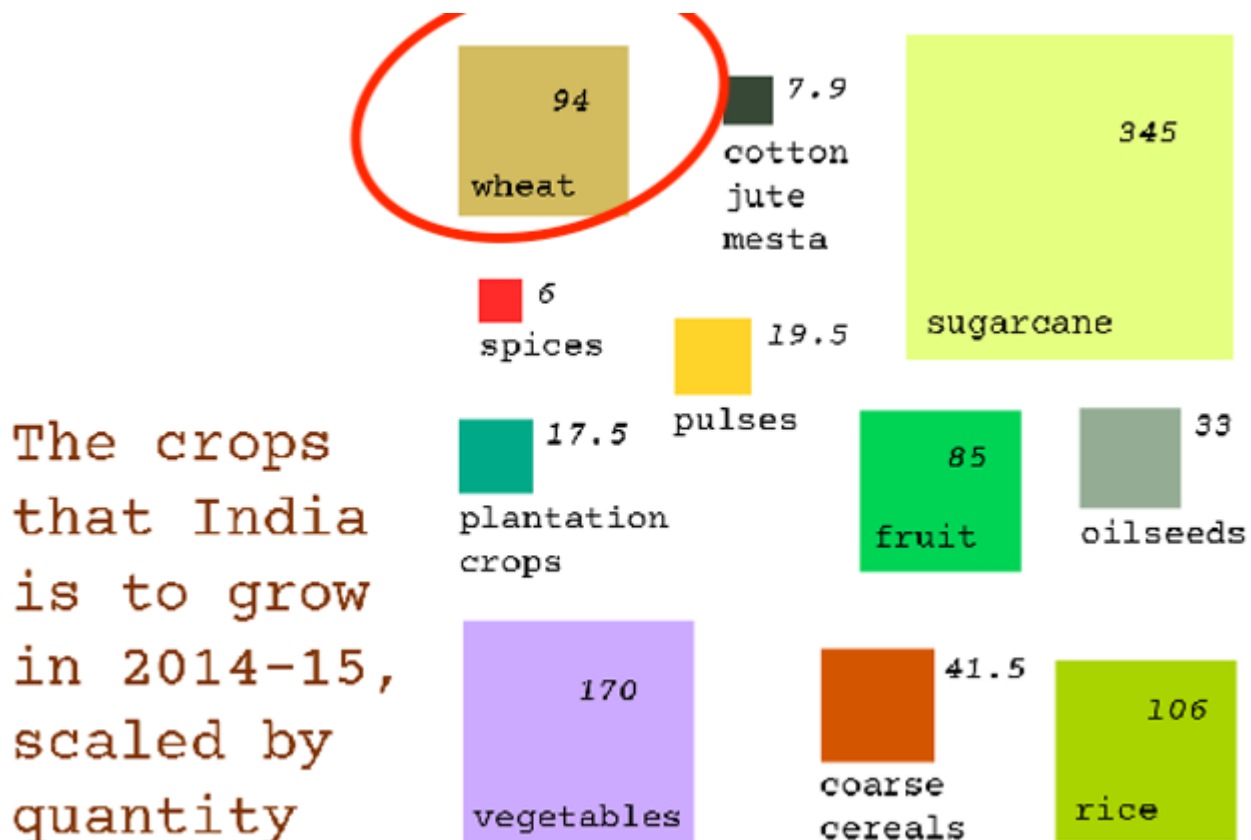 94
wheat
7.9
cotton
jute
mesta
345
sugarcane
6
spices
19.5
pulses
The crops
that India
is to grow
in 2014-15,
scaled by
quantity
17.5
plantation
crops
85
fruit
33
oilseeds
170
vegetables
41.5
coarse
cereals
106
rice